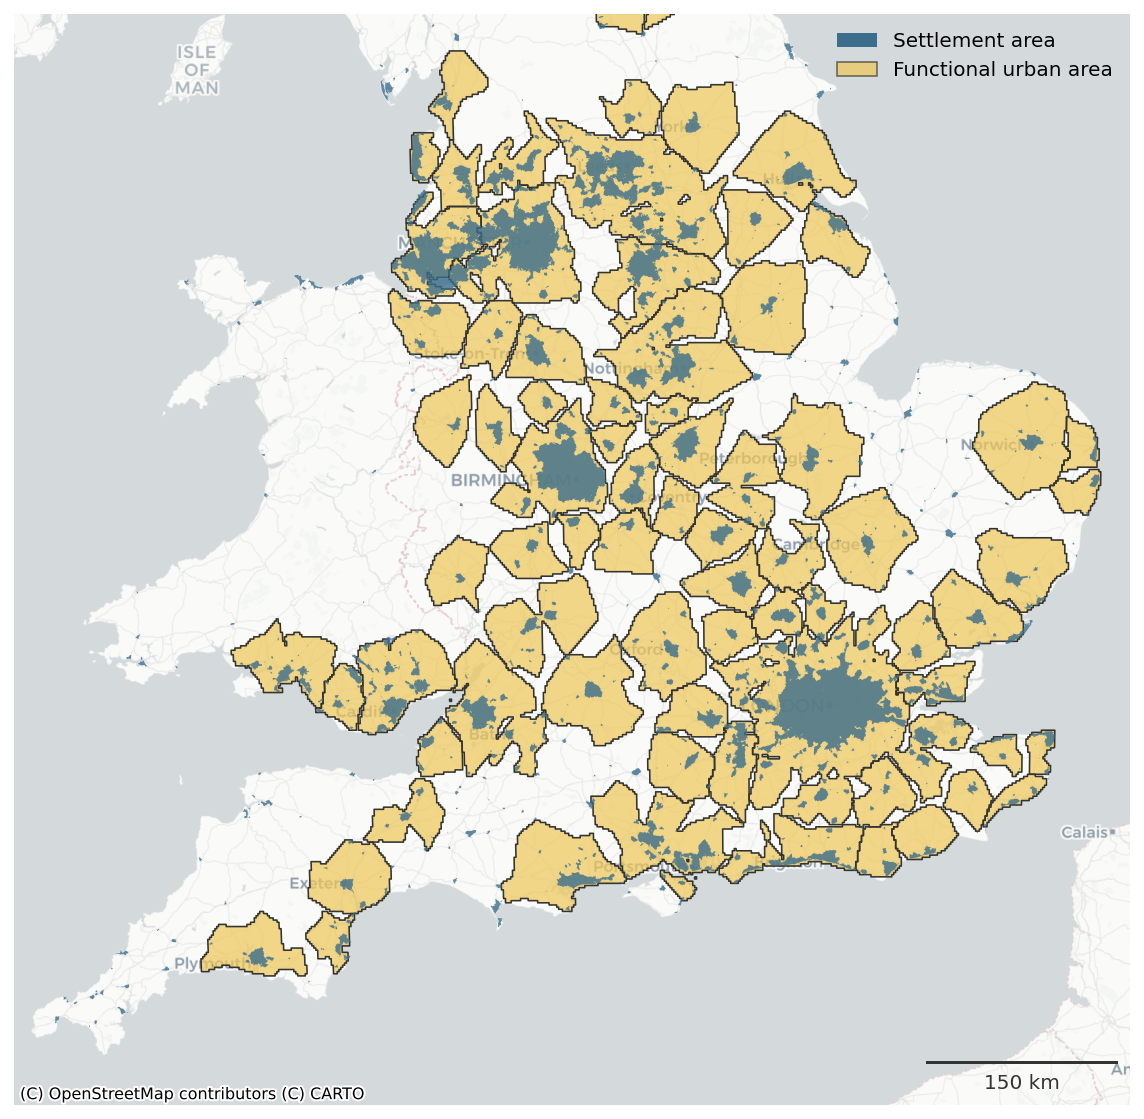 Settlement area
Functional urban area
ISLE
OF
MAN
York
Hull
Stoke-on-Trent
Nottingham
Norwich
Peterborough
BIRMINGHAM
Coventry
Cambridge
Oxford
LONDON
Cardiff
Bath
Calais
Portsmouth
Brighton
Exeter
Plymouth
150 km
(C) OpenStreetMap contributors (C) CARTO